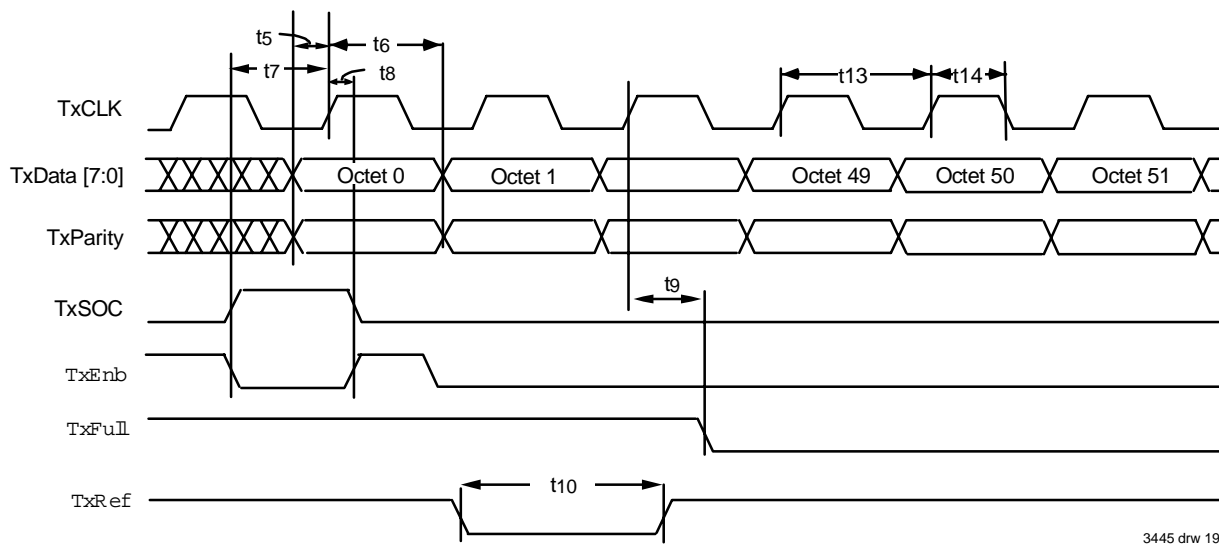 t5
t6
t7
t8
t13
t14
TxCLK
TxData [7:0]
Octet 0
Octet 1
Octet 49
Octet 50
Octet 51
TxParity
t9
TxSOC
TxEnb
TxFull
t10
TxRef
3445 drw 19